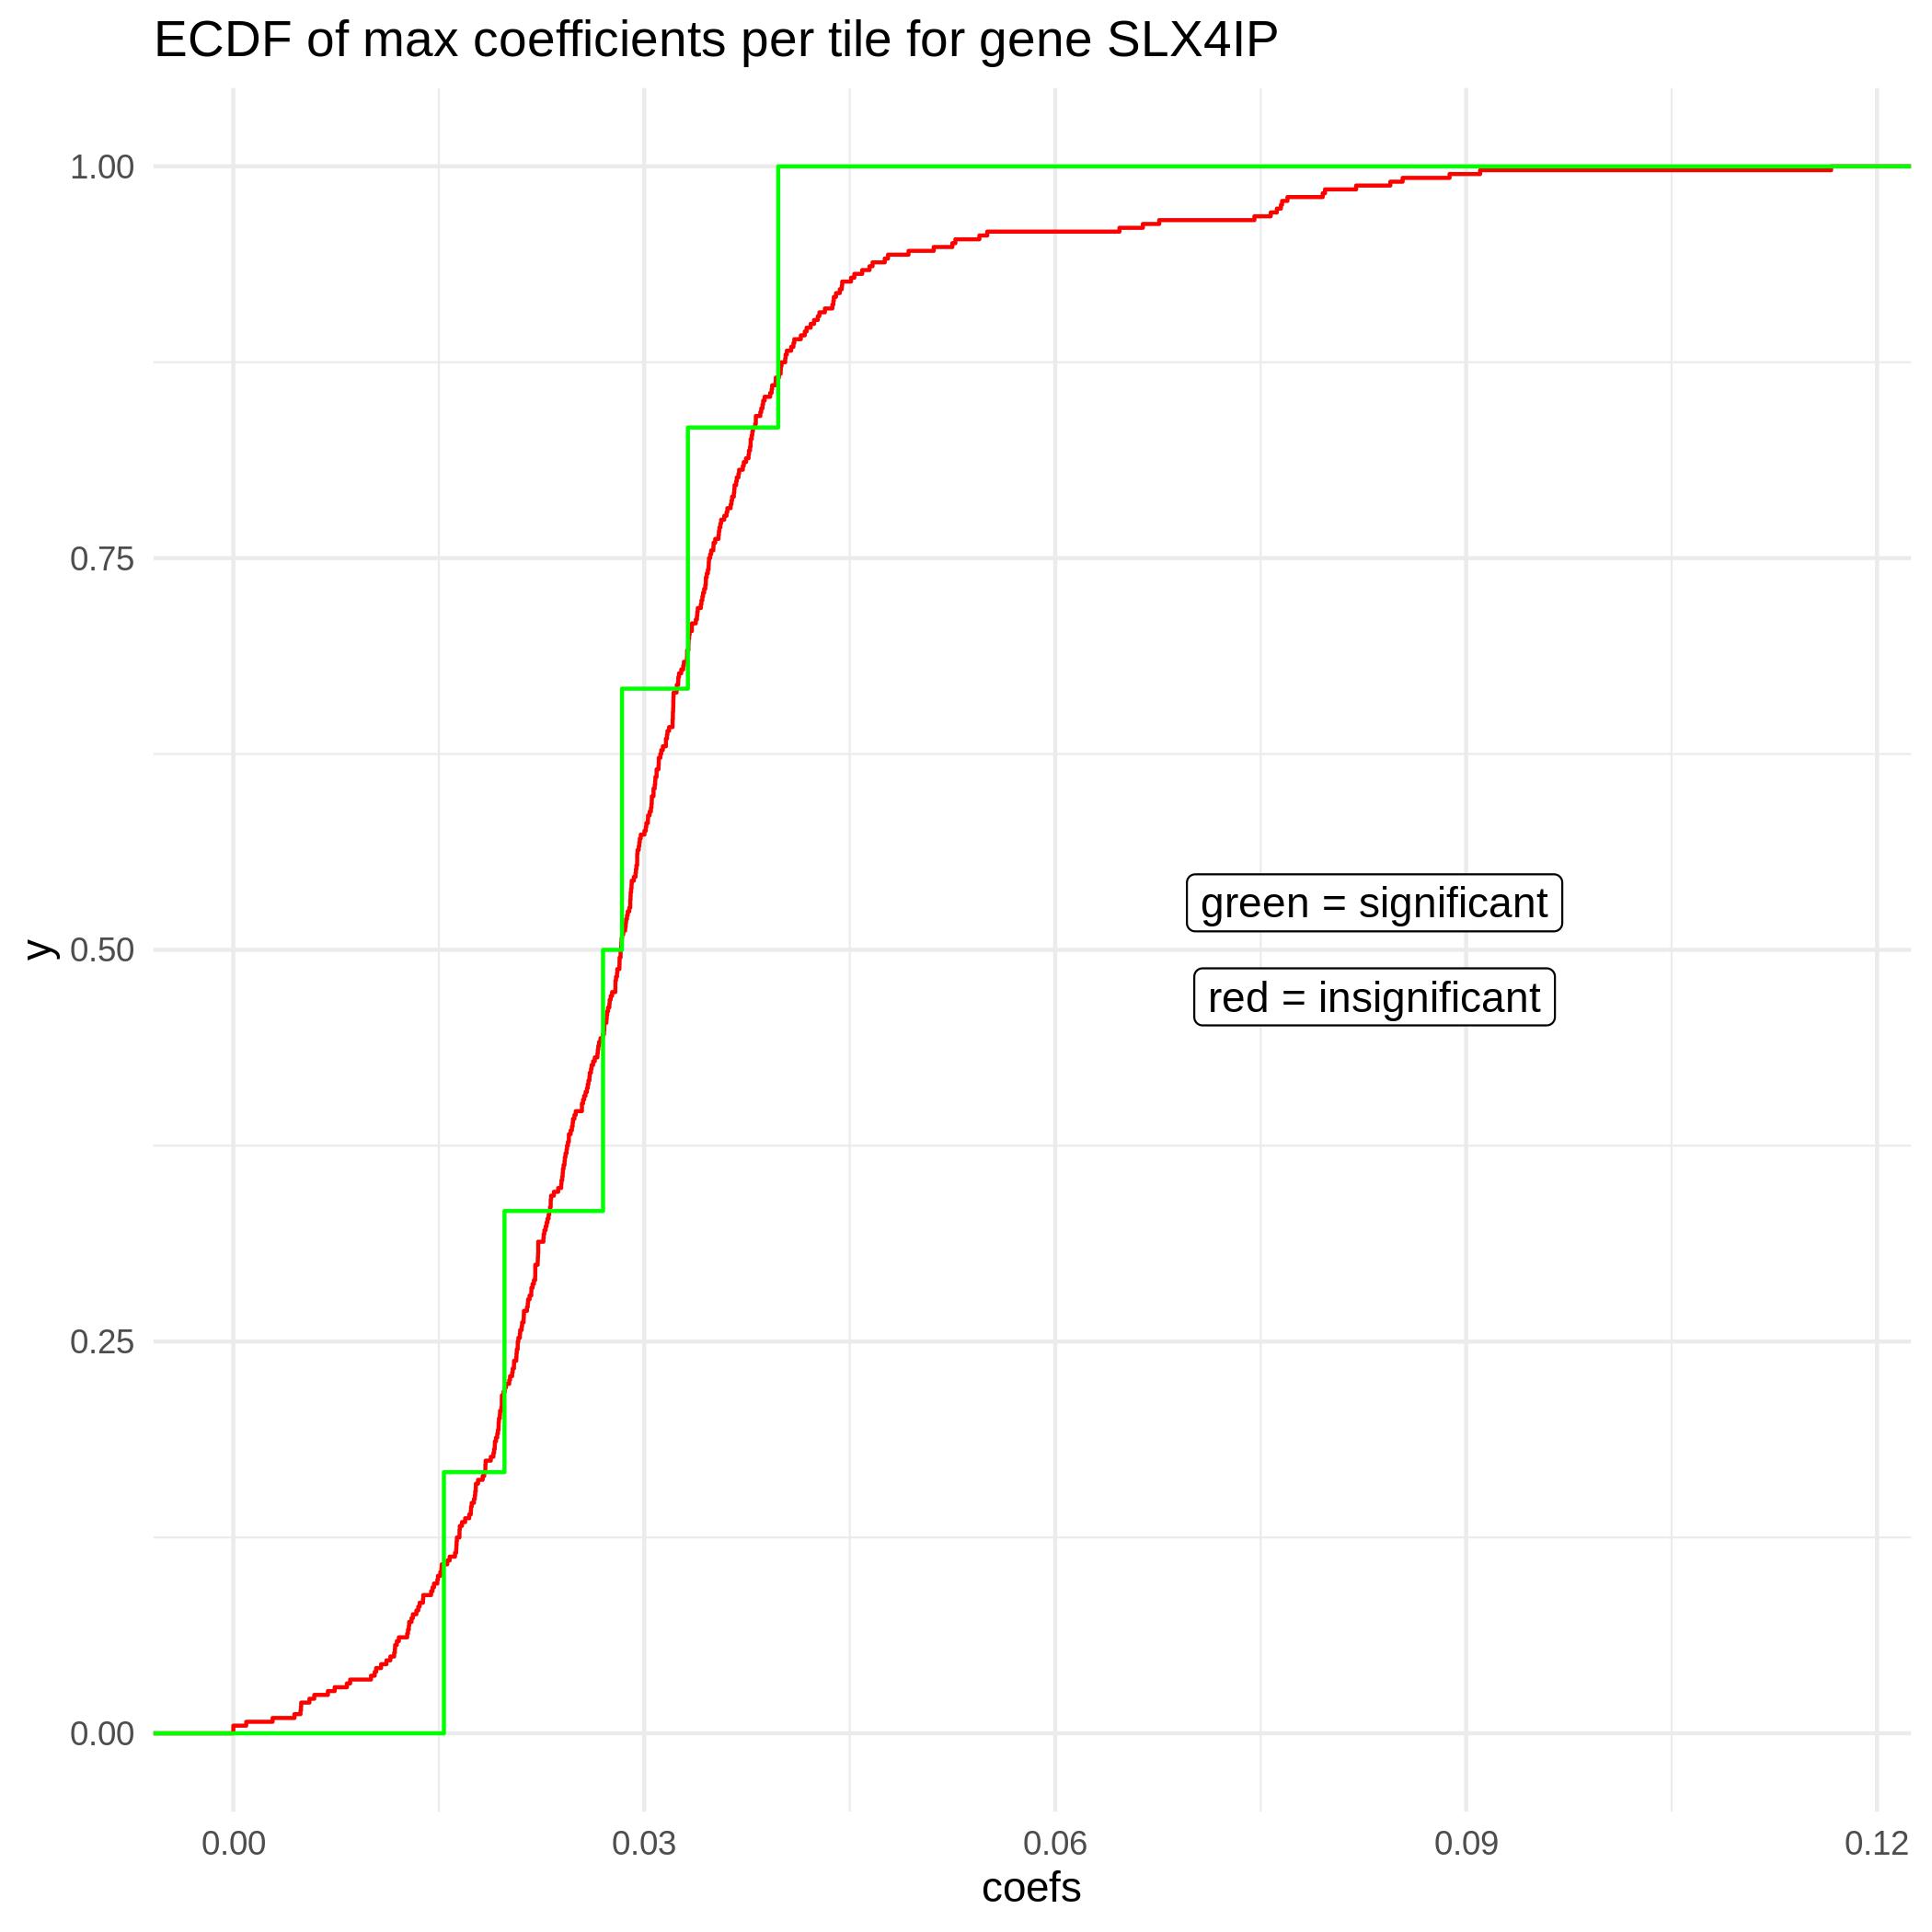 ECDF of max coefficients per tile for gene SLX4IP
1.00
0.75
0.50
0.25
0.00
y
green = significant
red = insignificant
0.00 0.03 0.06 0.09 0.12
coefs